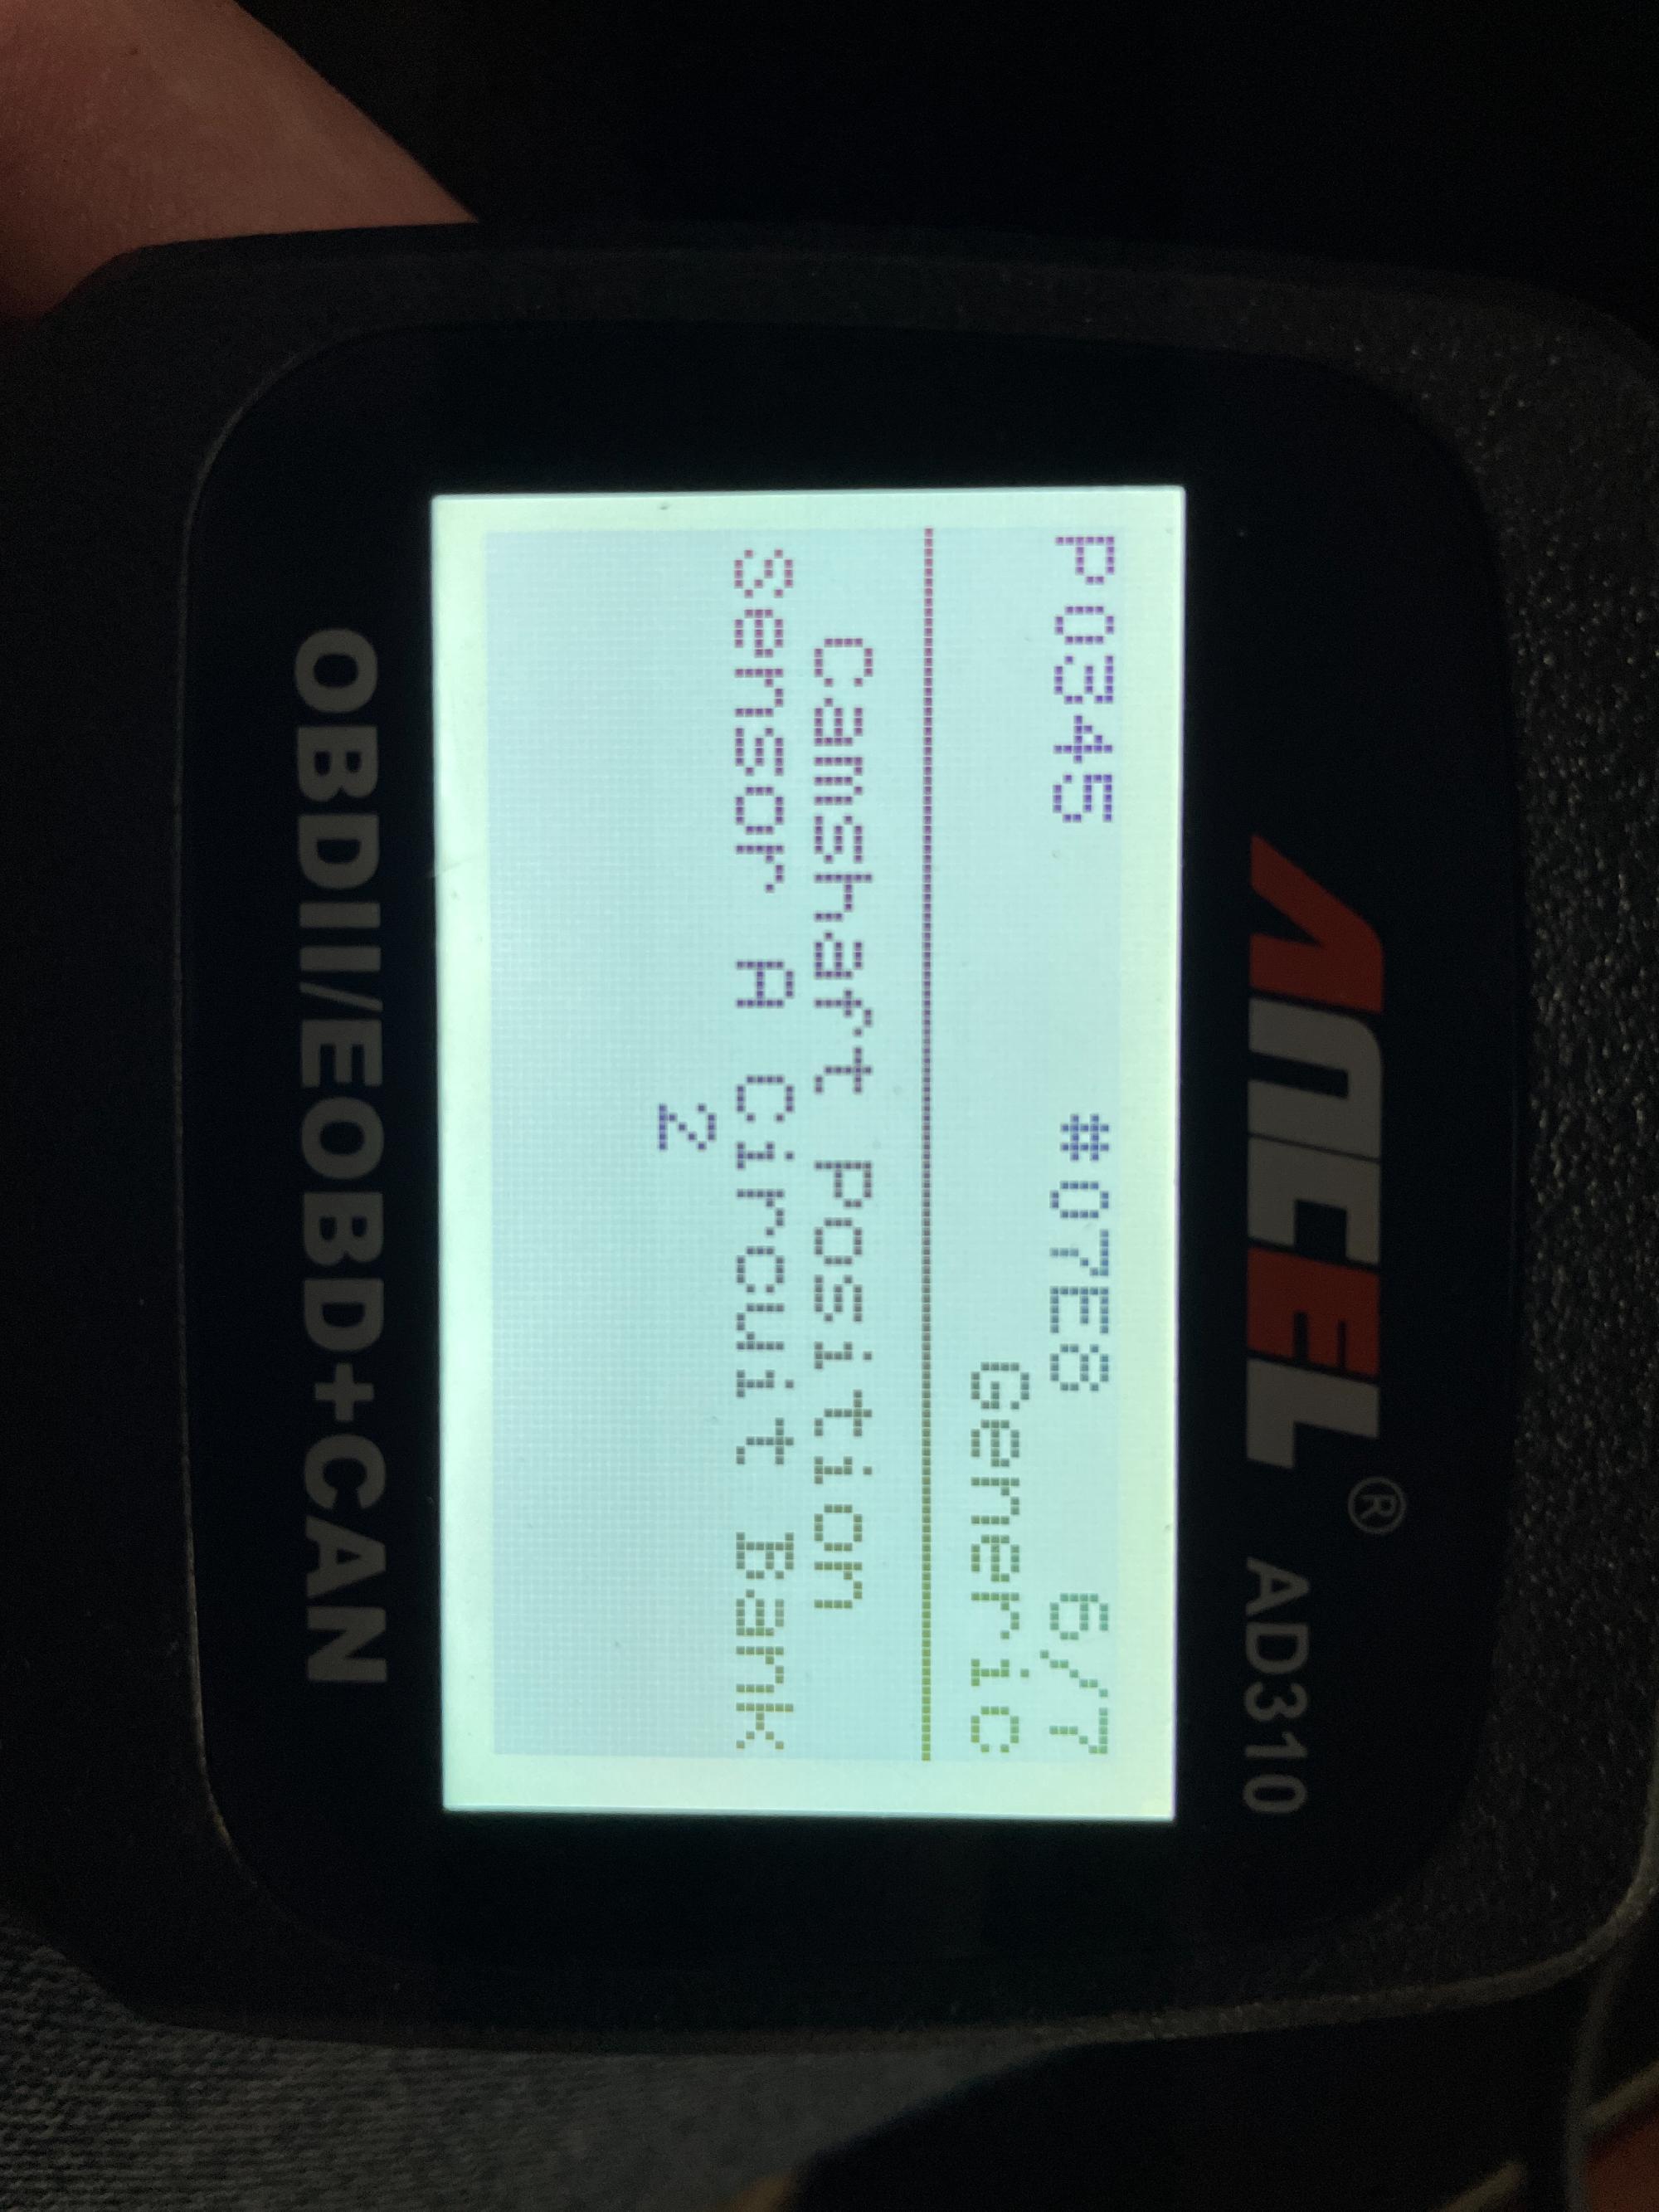 ANCEL® AD310
P0345 #07E8 6/7
Generic
Camshaft Position
Sensor A Circuit Bank
2
OBDII/EOBD+CAN